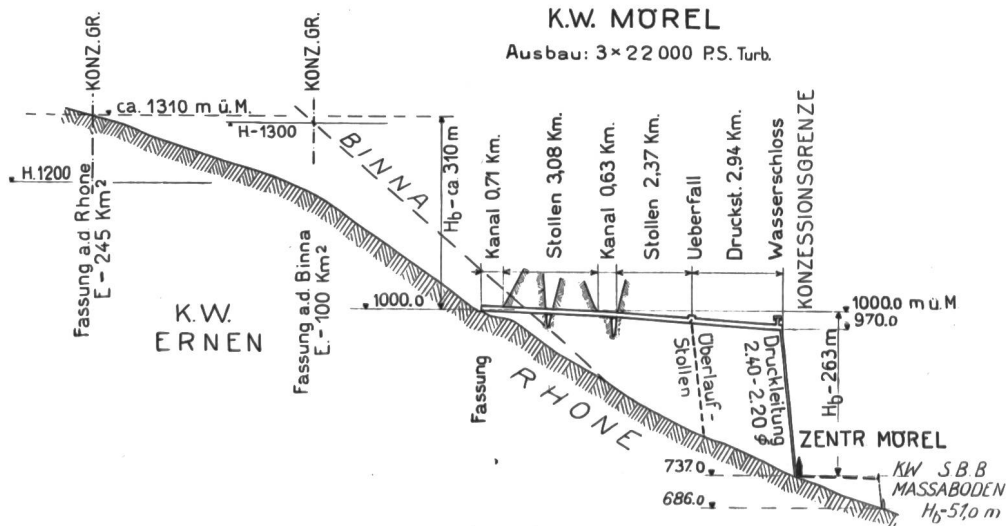 K.W. MÖREL
Ausbau: 3 × 22 000 P.S. Turb.
KONZ. GR.
KONZ. GR.
ca. 1310 m ü. M.
H-1300
BINNA
H. 1200
Hb – ca 310 m
Kanal 0,71 Km.
Stollen 3,08 Km.
Kanal 0,63 Km.
Stollen 2,37 Km.
Ueberfall
Druckst. 2,94 Km.
Wasserschloss
KONZESSIONSGRENZE
Fassung a.d Rhone
E – 245 Km²
Fassung a.d. Binna
E. – 100 Km²
K.W.
ERNEN
1000.0
1000.0 m ü. M
970.0
Fassung
RHONE
Überlauf-
Stollen
Druckleitung
2.40 – 2.20 ø
Hb – 263 m
ZENTR MÖREL
737.0
686.0
KW S.B.B
MASSABODEN
Hb – 51,0 m